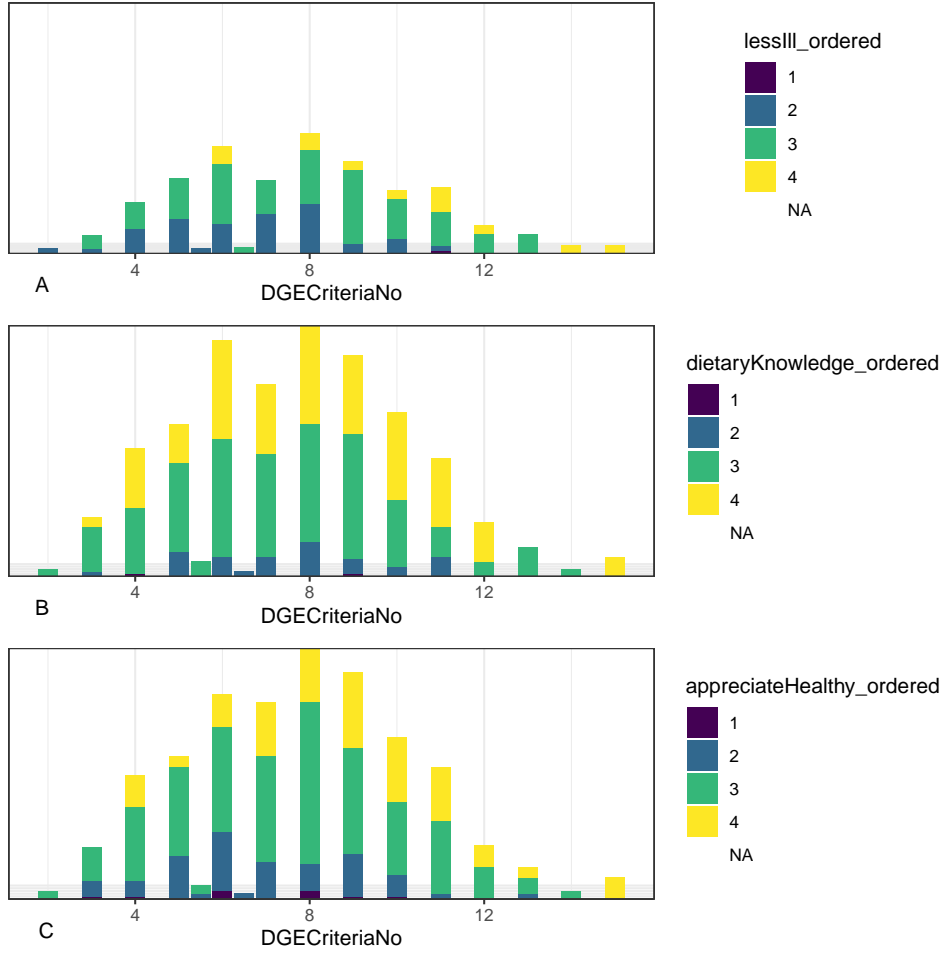 lessIll_ordered
1
2
3
4
NA
4 8 12
DGECriteriaNo
A
dietaryKnowledge_ordered
1
2
3
4
NA
4 8 12
DGECriteriaNo
B
appreciateHealthy_ordered
1
2
3
4
NA
4 8 12
DGECriteriaNo
C